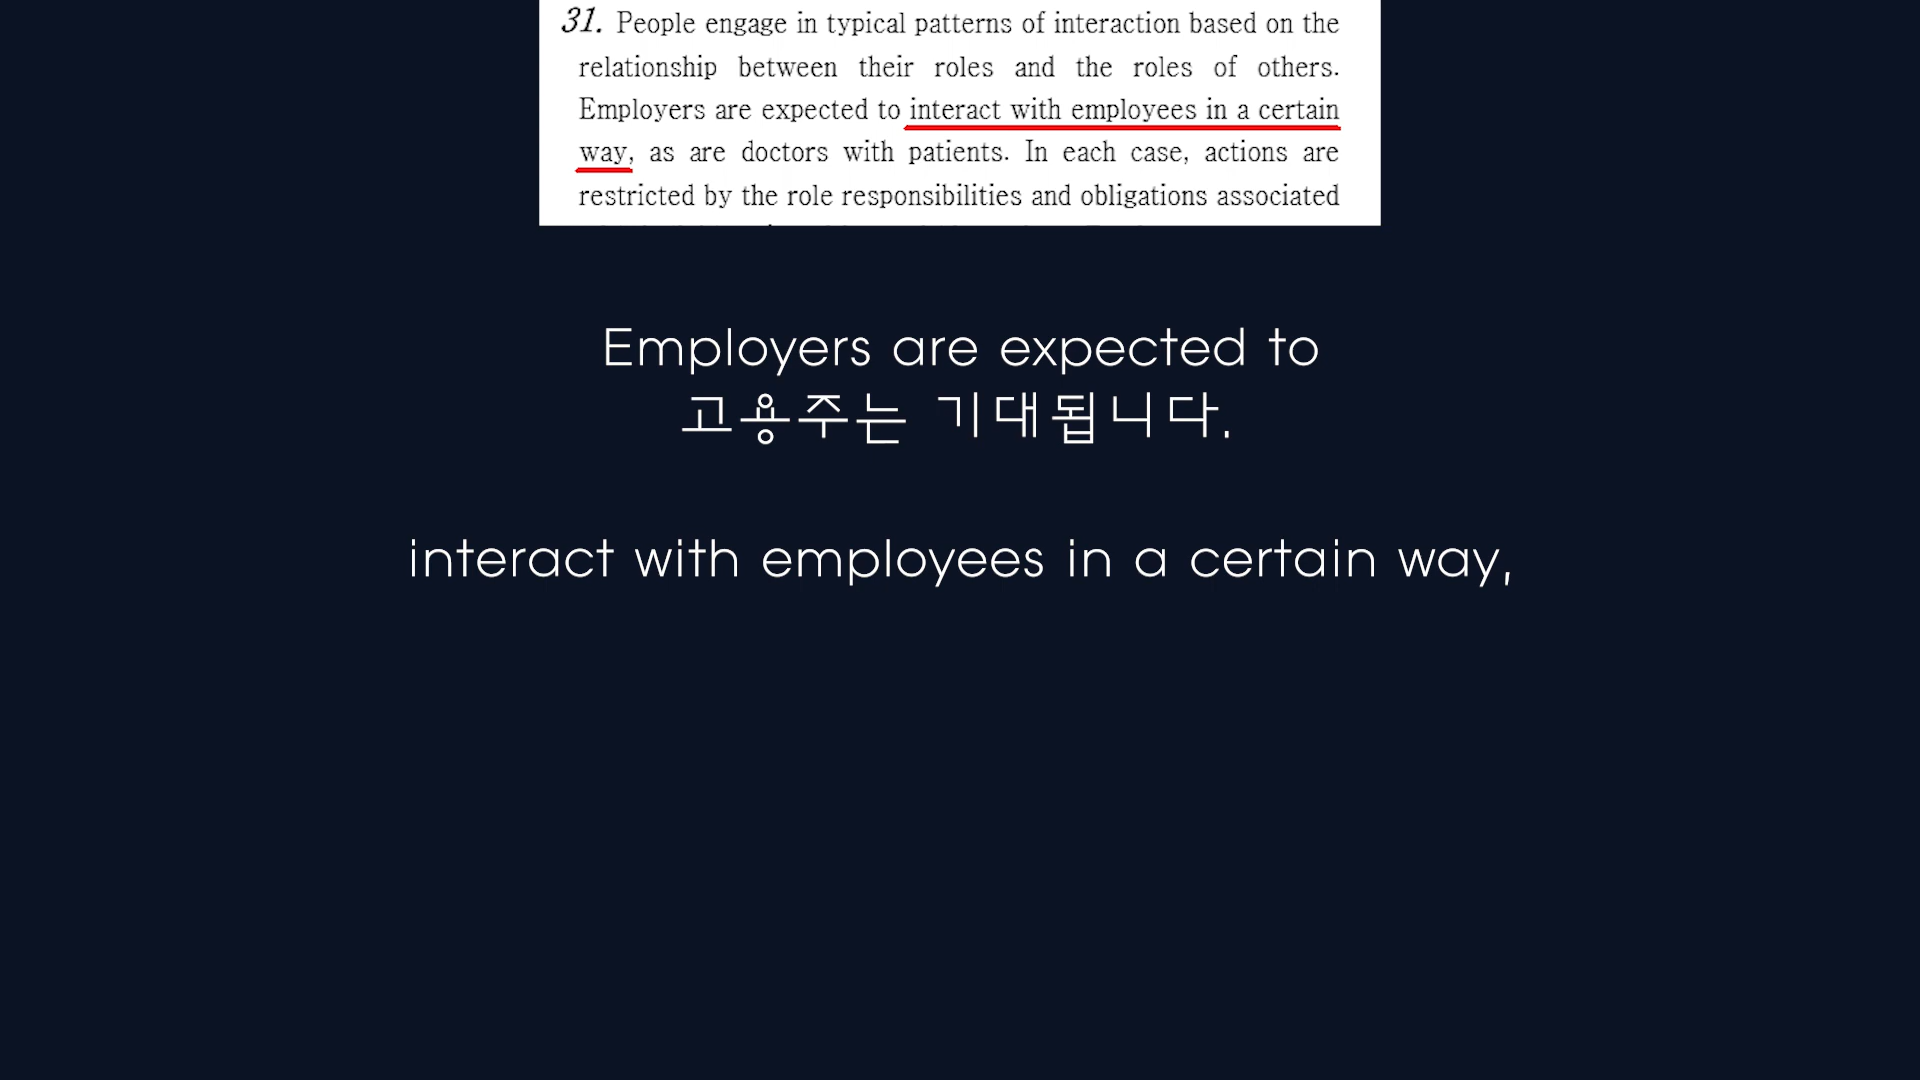 31. People engage in typical patterns of interaction based on the
relationship between their roles and the roles of others.
Employers are expected to interact with employees in a certain
way, as are doctors with patients. In each case, actions are
restricted by the role responsibilities and obligations associated
Employers are expected to
고용주는 기대됩니다.
interact with employees in a certain way,